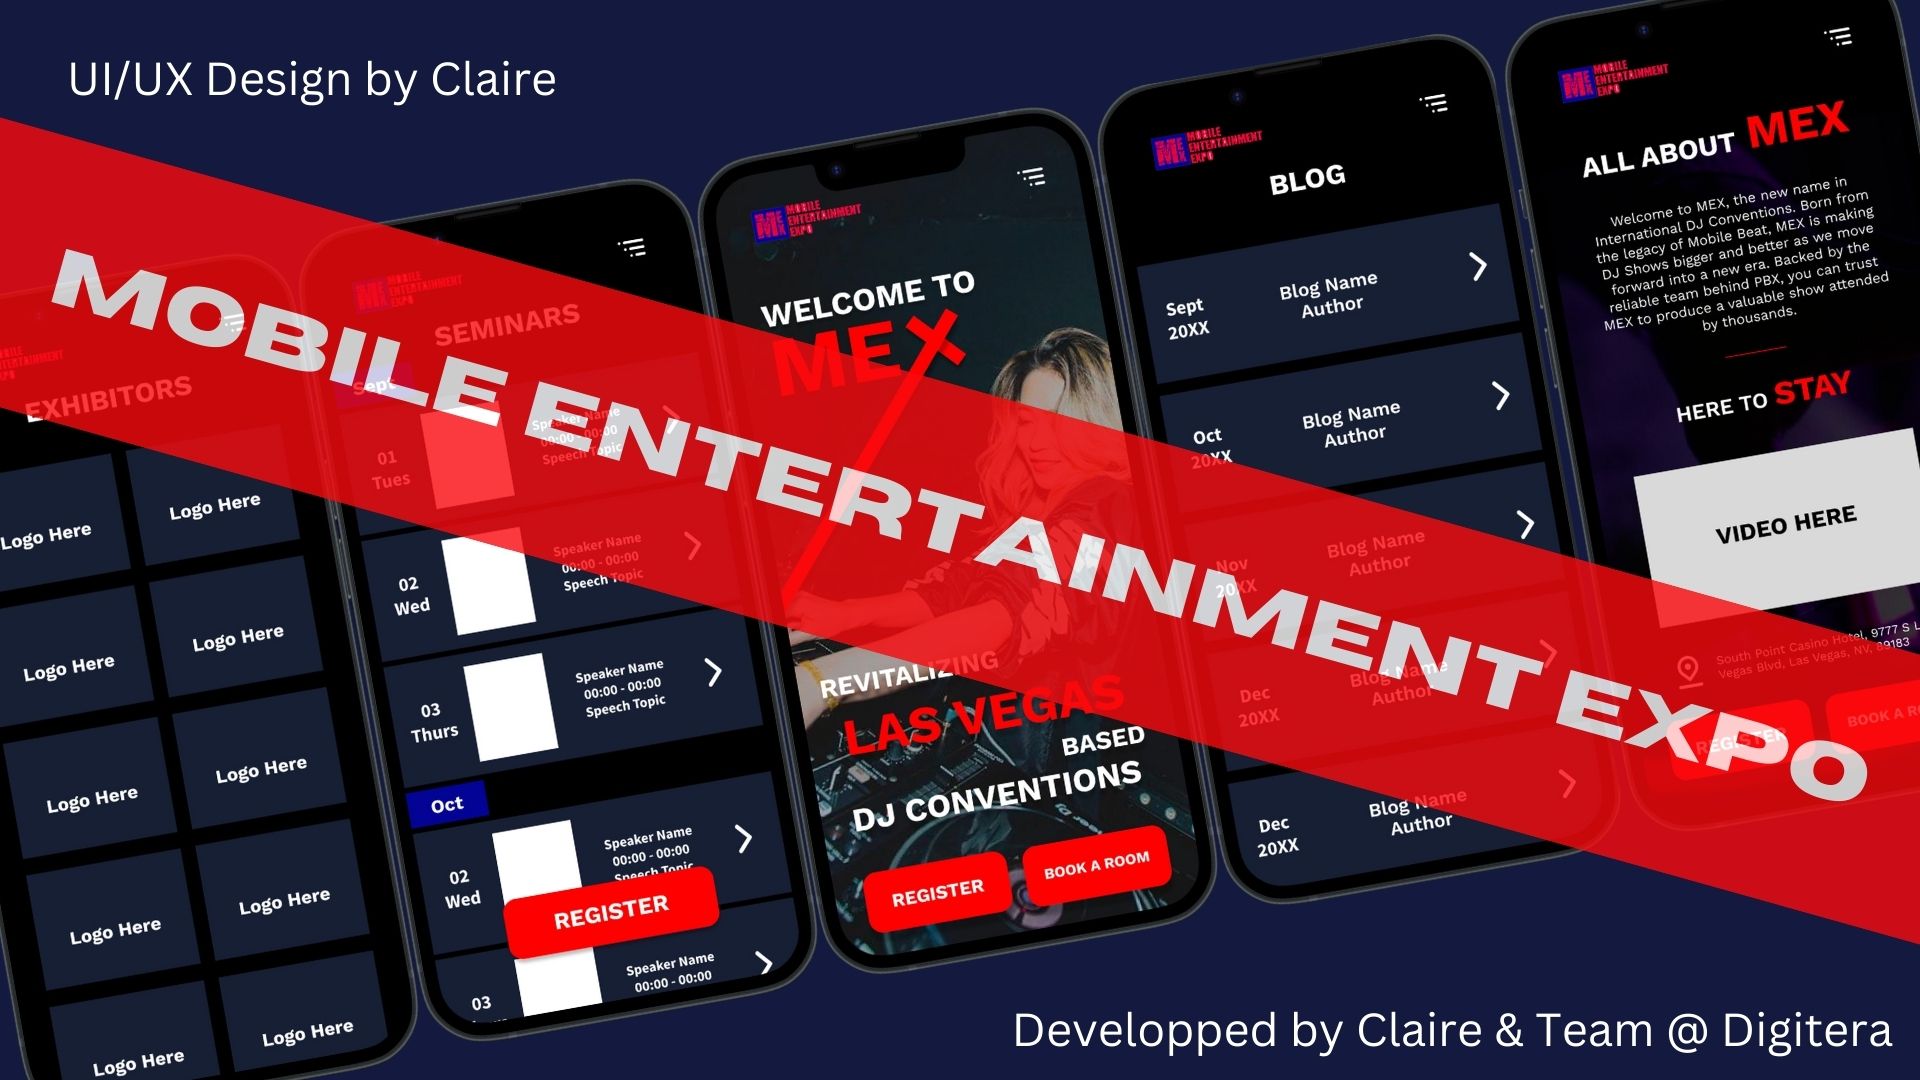 UI/UX Design by Claire
MOBILE ENTERTAINMENT EXPO
EXHIBITORS
Logo Here
Logo Here
Logo Here
Logo Here
Logo Here
Logo Here
Logo Here
Logo Here
Logo Here
Logo Here
MOBILE
ENTERTAINMENT
EXPO
SEMINARS
Sept
01
Tues
Speaker Name
00:00 - 00:00
Speech Topic
02
Wed
Speaker Name
00:00 - 00:00
Speech Topic
03
Thurs
Speaker Name
00:00 - 00:00
Speech Topic
Oct
02
Wed
Speaker Name
00:00 - 00:00
Speech Topic
REGISTER
03
Speaker Name
00:00 - 00:00
MEX
MOBILE
ENTERTAINMENT
EXPO
WELCOME TO
MEX
REVITALIZING
LAS VEGAS
BASED
DJ CONVENTIONS
REGISTER
BOOK A ROOM
MEX
MOBILE
ENTERTAINMENT
EXPO
BLOG
Sept
20XX
Blog Name
Author
Oct
20XX
Blog Name
Author
Nov
20XX
Blog Name
Author
Dec
20XX
Blog Name
Author
Dec
20XX
Blog Name
Author
MEX
MOBILE
ENTERTAINMENT
EXPO
ALL ABOUT MEX
Welcome to MEX, the new name in
International DJ Conventions. Born from
the legacy of Mobile Beat, MEX is making
DJ Shows bigger and better as we move
forward into a new era. Backed by the
reliable team behind PBX, you can trust
MEX to produce a valuable show attended
by thousands.
HERE TO STAY
VIDEO HERE
South Point Casino Hotel, 9777 S L
Vegas Blvd, Las Vegas, NV, 89183
REGISTER
BOOK A RO
Developped by Claire & Team @ Digitera